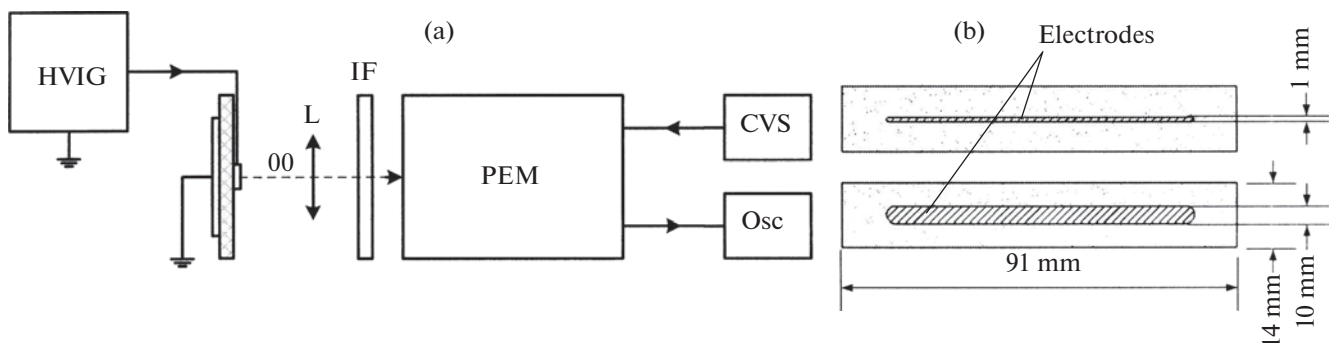 (a)
HVIG
IF
L
00
PEM
CVS
Osc
(b)
Electrodes
1 mm
91 mm
14 mm
10 mm